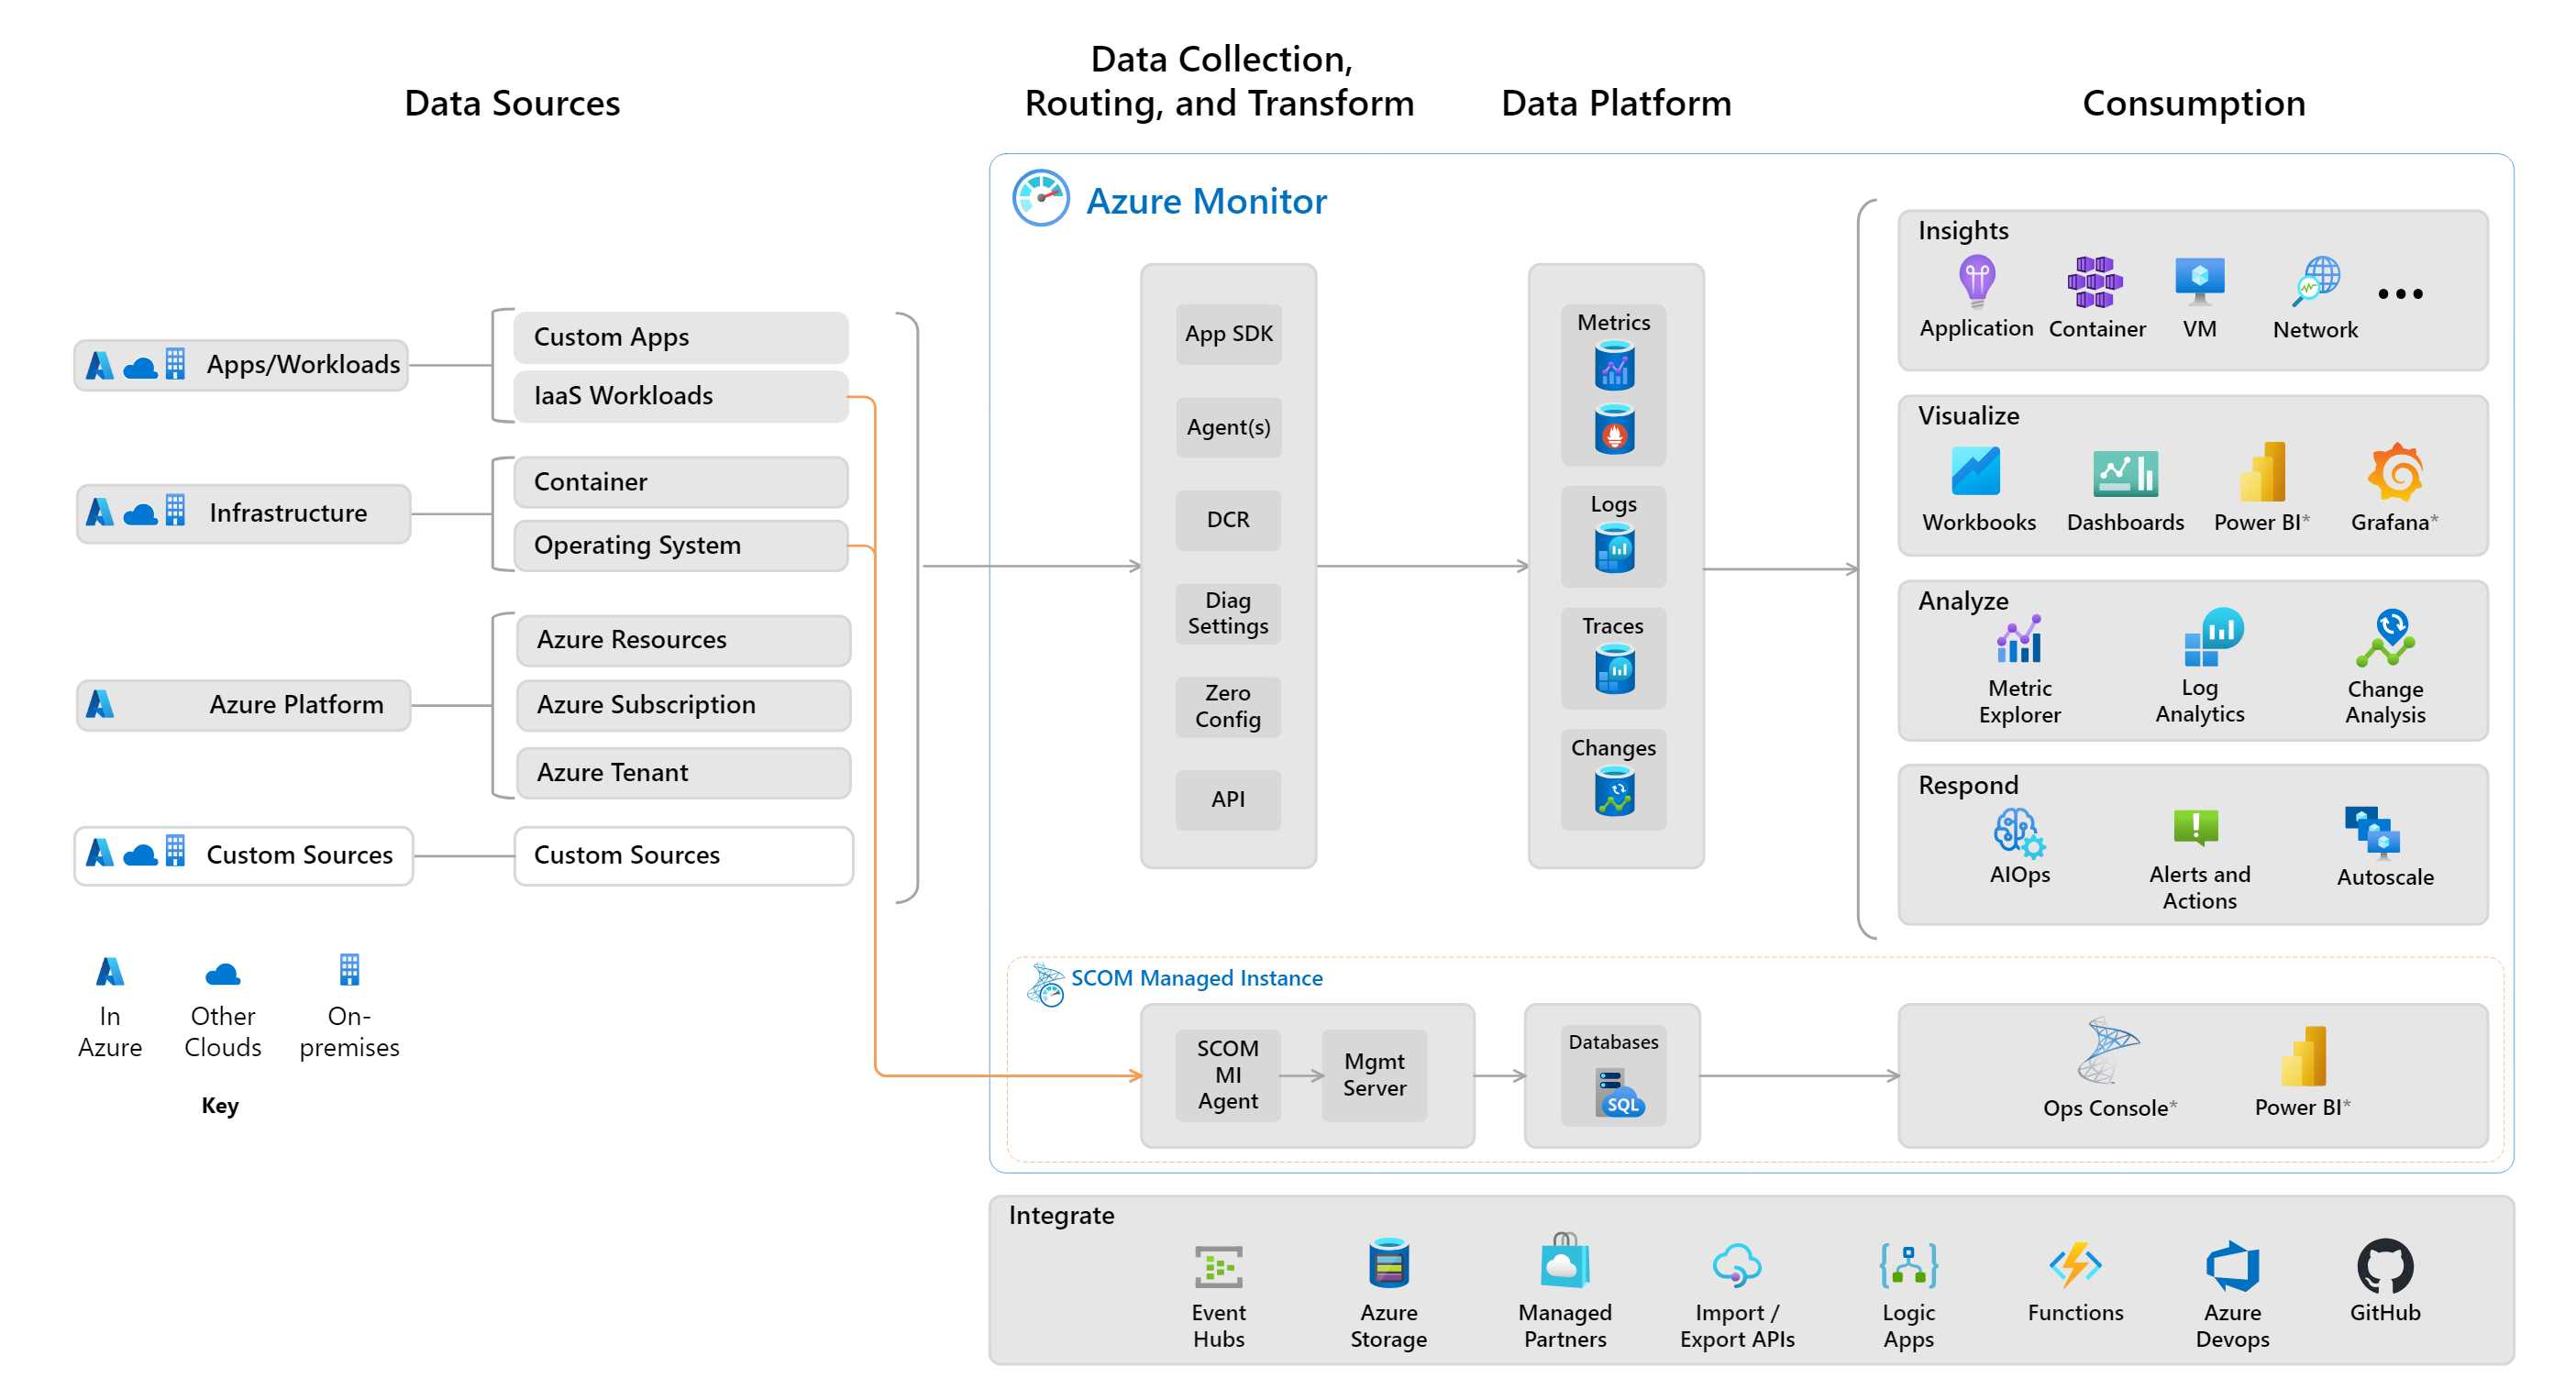 Data Sources
Data Collection,
Routing, and Transform
Data Platform
Consumption
Azure Monitor
Apps/Workloads
Custom Apps
IaaS Workloads
Infrastructure
Container
Operating System
Azure Platform
Azure Resources
Azure Subscription
Azure Tenant
Custom Sources
Custom Sources
In
Azure
Other
Clouds
On-
premises
Key
App SDK
Agent(s)
DCR
Diag
Settings
Zero
Config
API
Metrics
Logs
Traces
Changes
Insights
Application
Container
VM
Network
...
Visualize
Workbooks
Dashboards
Power BI*
Grafana*
Analyze
Metric
Explorer
Log
Analytics
Change
Analysis
Respond
AIOps
Alerts and
Actions
Autoscale
SCOM Managed Instance
SCOM
MI
Agent
Mgmt
Server
Databases
SQL
Ops Console*
Power BI*
Integrate
Event
Hubs
Azure
Storage
Managed
Partners
Import /
Export APIs
Logic
Apps
Functions
Azure
Devops
GitHub